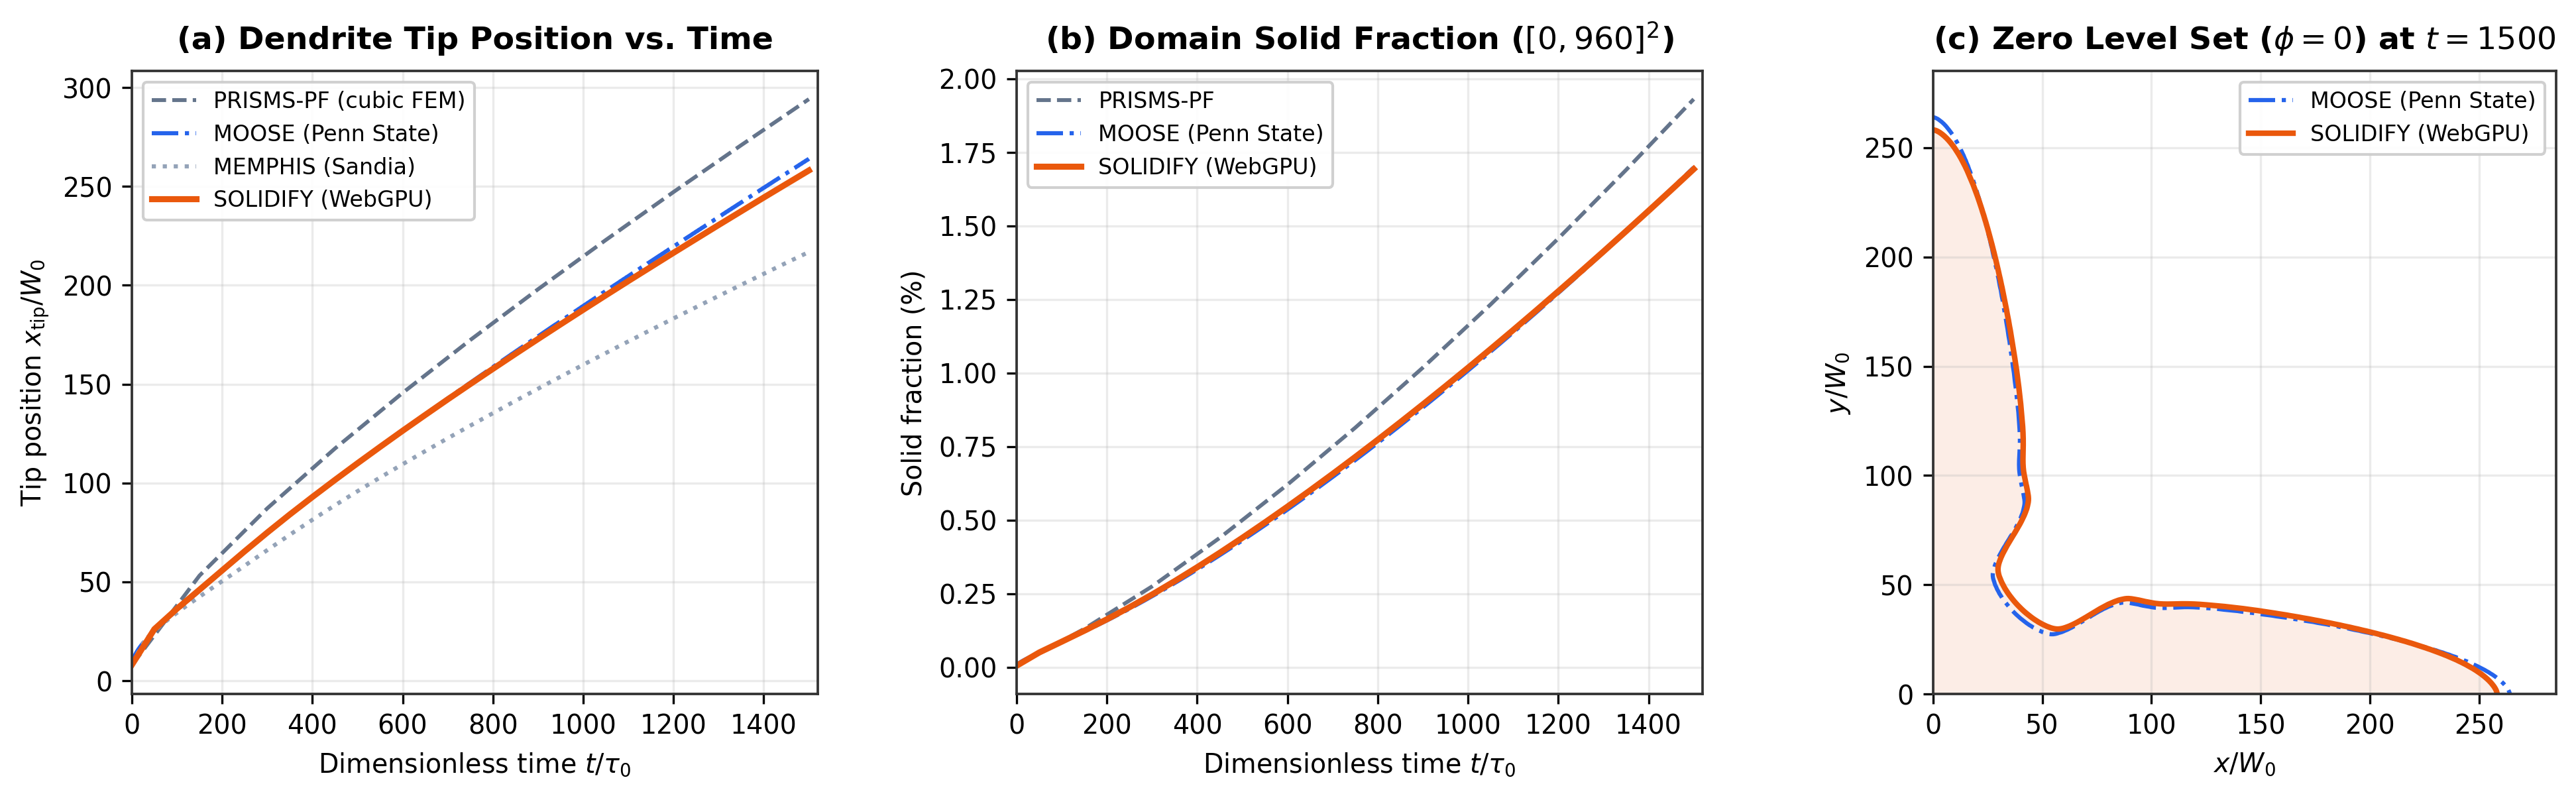 (a) Dendrite Tip Position vs. Time
300
250
200
150
100
50
0
Tip position x_tip/W_0
PRISMS-PF (cubic FEM)
MOOSE (Penn State)
MEMPHIS (Sandia)
SOLIDIFY (WebGPU)
0 200 400 600 800 1000 1200 1400
Dimensionless time t/τ_0
(b) Domain Solid Fraction ([0, 960]²)
2.00
1.75
1.50
1.25
1.00
0.75
0.50
0.25
0.00
Solid fraction (%)
PRISMS-PF
MOOSE (Penn State)
SOLIDIFY (WebGPU)
0 200 400 600 800 1000 1200 1400
Dimensionless time t/τ_0
(c) Zero Level Set (ϕ = 0) at t = 1500
250
200
150
100
50
0
y/W_0
MOOSE (Penn State)
SOLIDIFY (WebGPU)
0 50 100 150 200 250
x/W_0